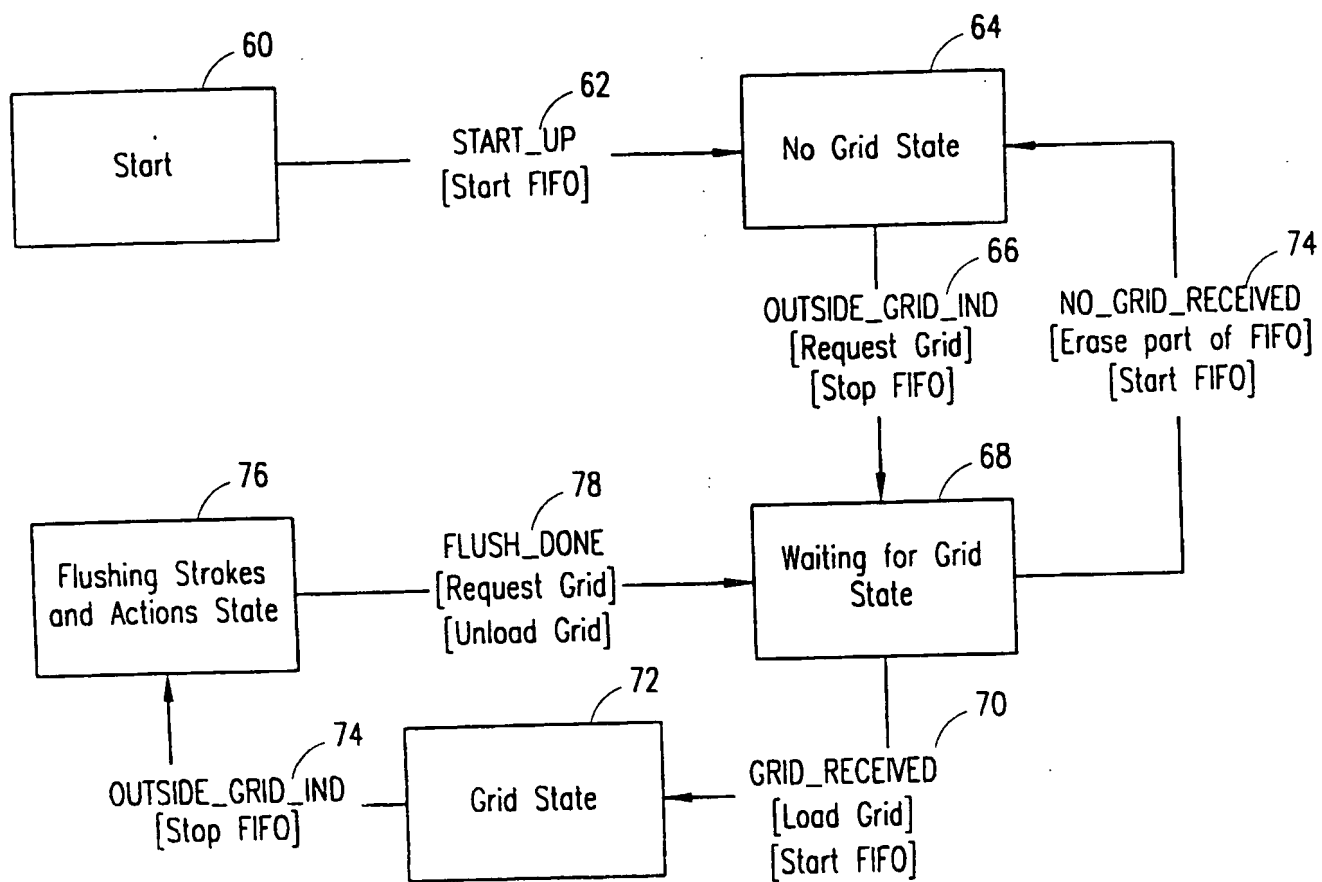 60
Start
62
START_UP
[Start FIFO]
64
No Grid State
66
OUTSIDE_GRID_IND
[Request Grid]
[Stop FIFO]
74
NO_GRID_RECEIVED
[Erase part of FIFO]
[Start FIFO]
76
Flushing Strokes
and Actions State
78
FLUSH_DONE
[Request Grid]
[Unload Grid]
68
Waiting for Grid
State
74
OUTSIDE_GRID_IND
[Stop FIFO]
72
Grid State
70
GRID_RECEIVED
[Load Grid]
[Start FIFO]